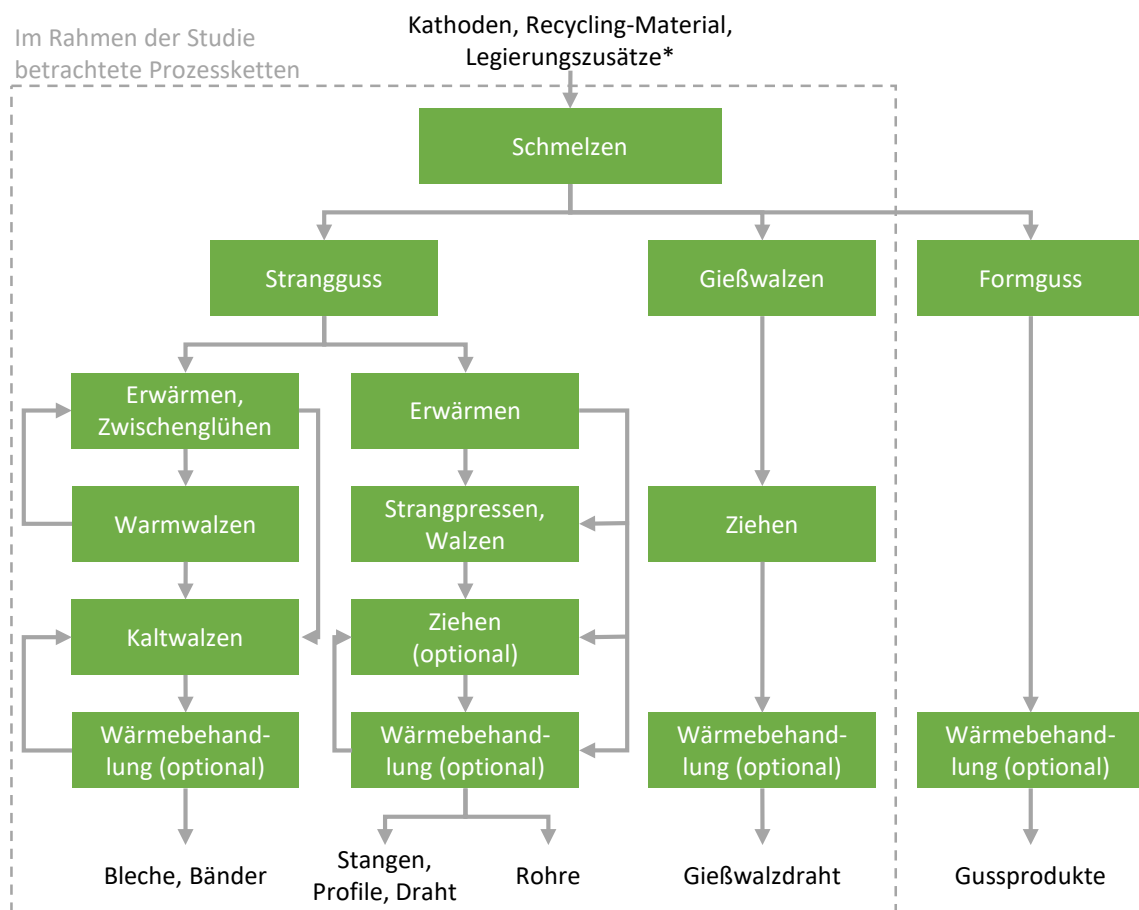 Im Rahmen der Studie
betrachtete Prozessketten
Kathoden, Recycling-Material,
Legierungszusätze*
Schmelzen
Strangguss
Gießwalzen
Formguss
Erwärmen,
Zwischenglühen
Erwärmen
Warmwalzen
Strangpressen,
Walzen
Ziehen
Kaltwalzen
Ziehen
(optional)
Wärmebehand-
lung (optional)
Wärmebehand-
lung (optional)
Wärmebehand-
lung (optional)
Wärmebehand-
lung (optional)
Bleche, Bänder
Stangen,
Profile, Draht
Rohre
Gießwalzdraht
Gussprodukte